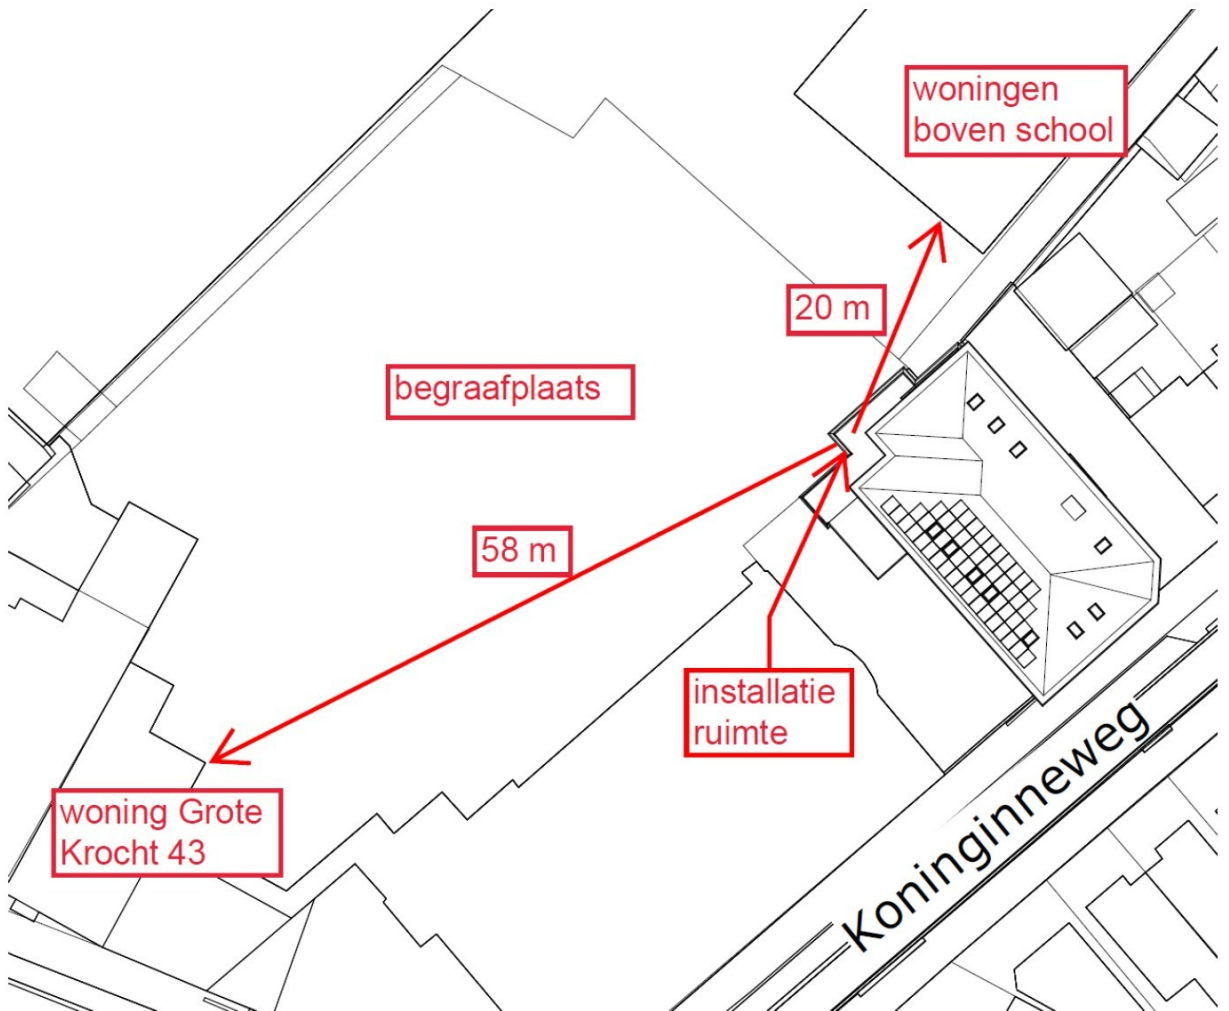 woningen
boven school
20 m
begraafplaats
58 m
installatie
ruimte
woning Grote
Krocht 43
Koninginneweg